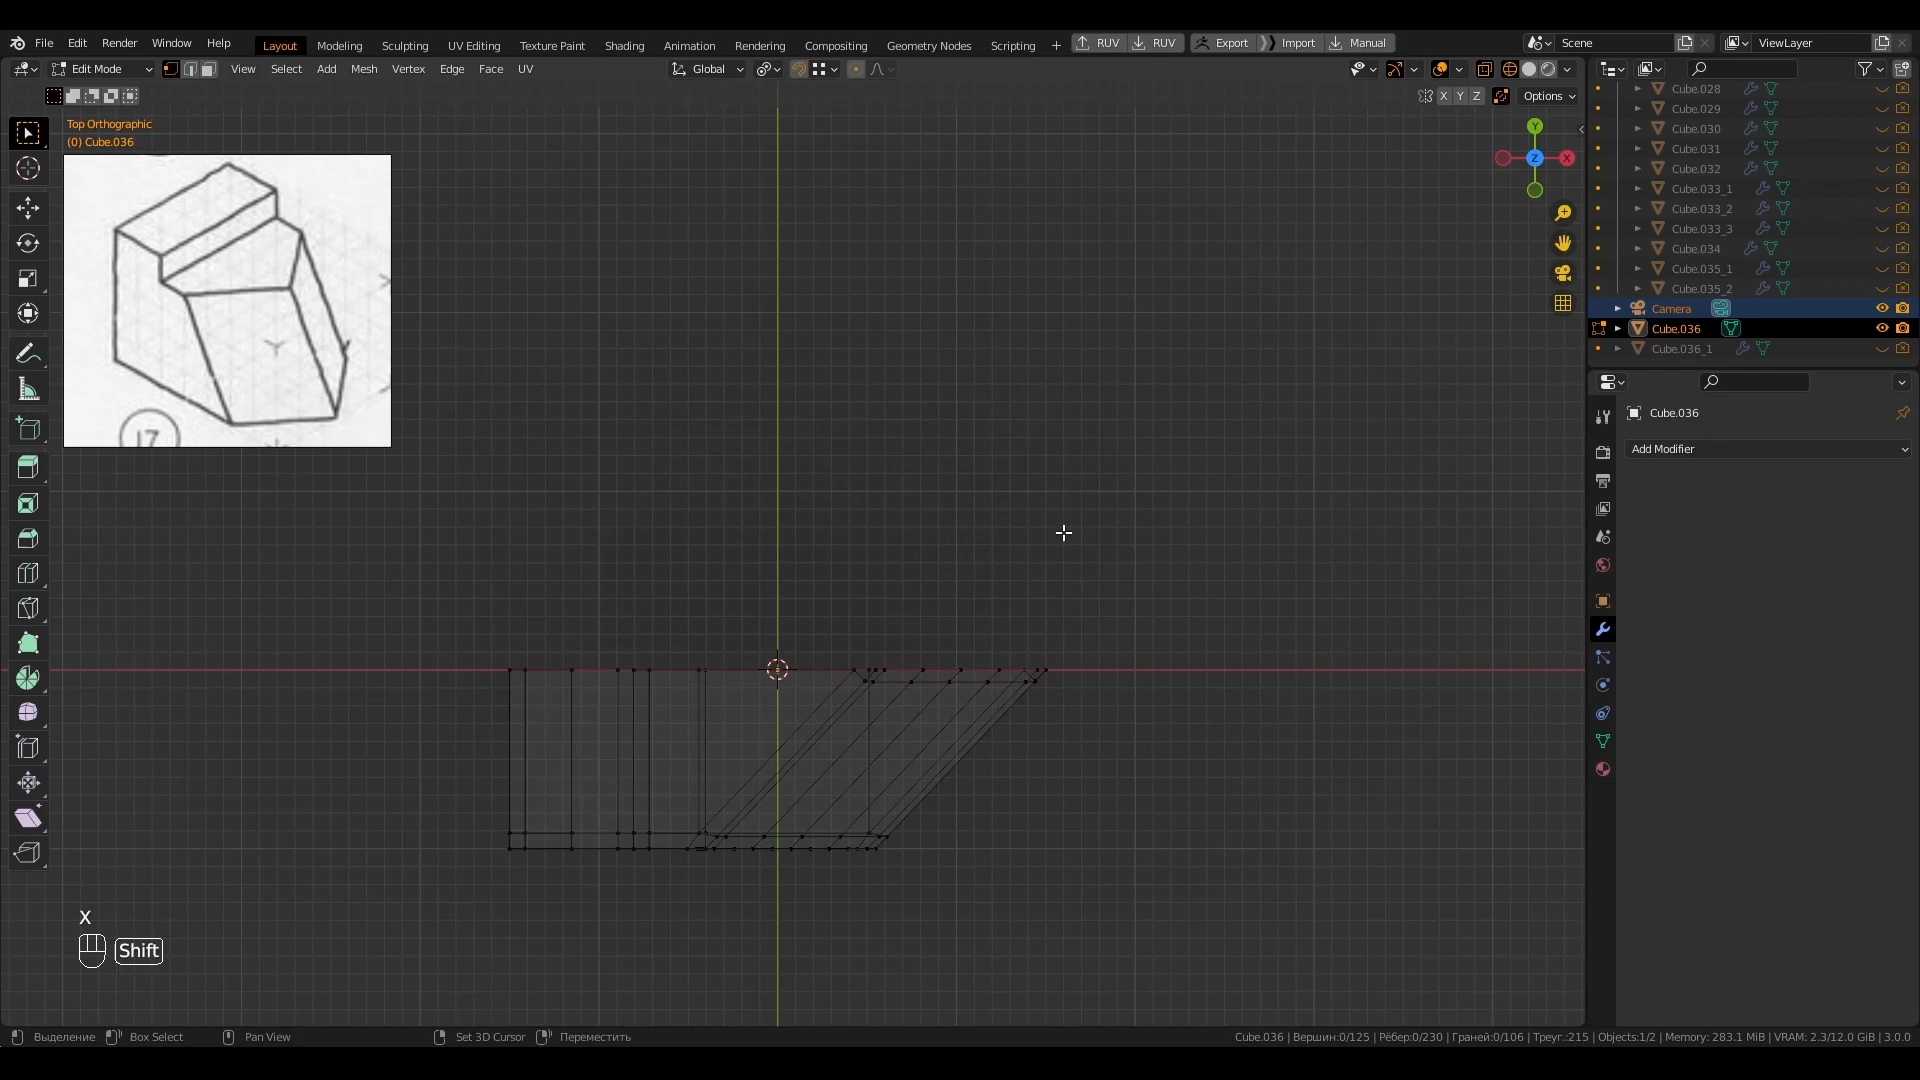 File Edit Render Window Help Layout Modeling Sculpting UV Editing Texture Paint Shading Animation Rendering Compositing Geometry Nodes Scripting + RUV RUV Export Import Manual Scene ViewLayer
Edit Mode View Select Add Mesh Vertex Edge Face UV Global
X Y Z Options
Top Orthographic
(0) Cube.036
17
Y
X
Z
Cube.028
Cube.029
Cube.030
Cube.031
Cube.032
Cube.033_1
Cube.033_2
Cube.033_3
Cube.034
Cube.035_1
Cube.035_2
Camera
Cube.036
Cube.036_1
Cube.036
Add Modifier
X
Shift
Выделение Box Select Pan View Set 3D Cursor Переместить Cube.036 | Вершин:0/125 | Рёбер:0/230 | Граней:0/106 | Треуг.:215 | Objects:1/2 | Memory: 283.1 MiB | VRAM: 2.3/12.0 GiB | 3.0.0